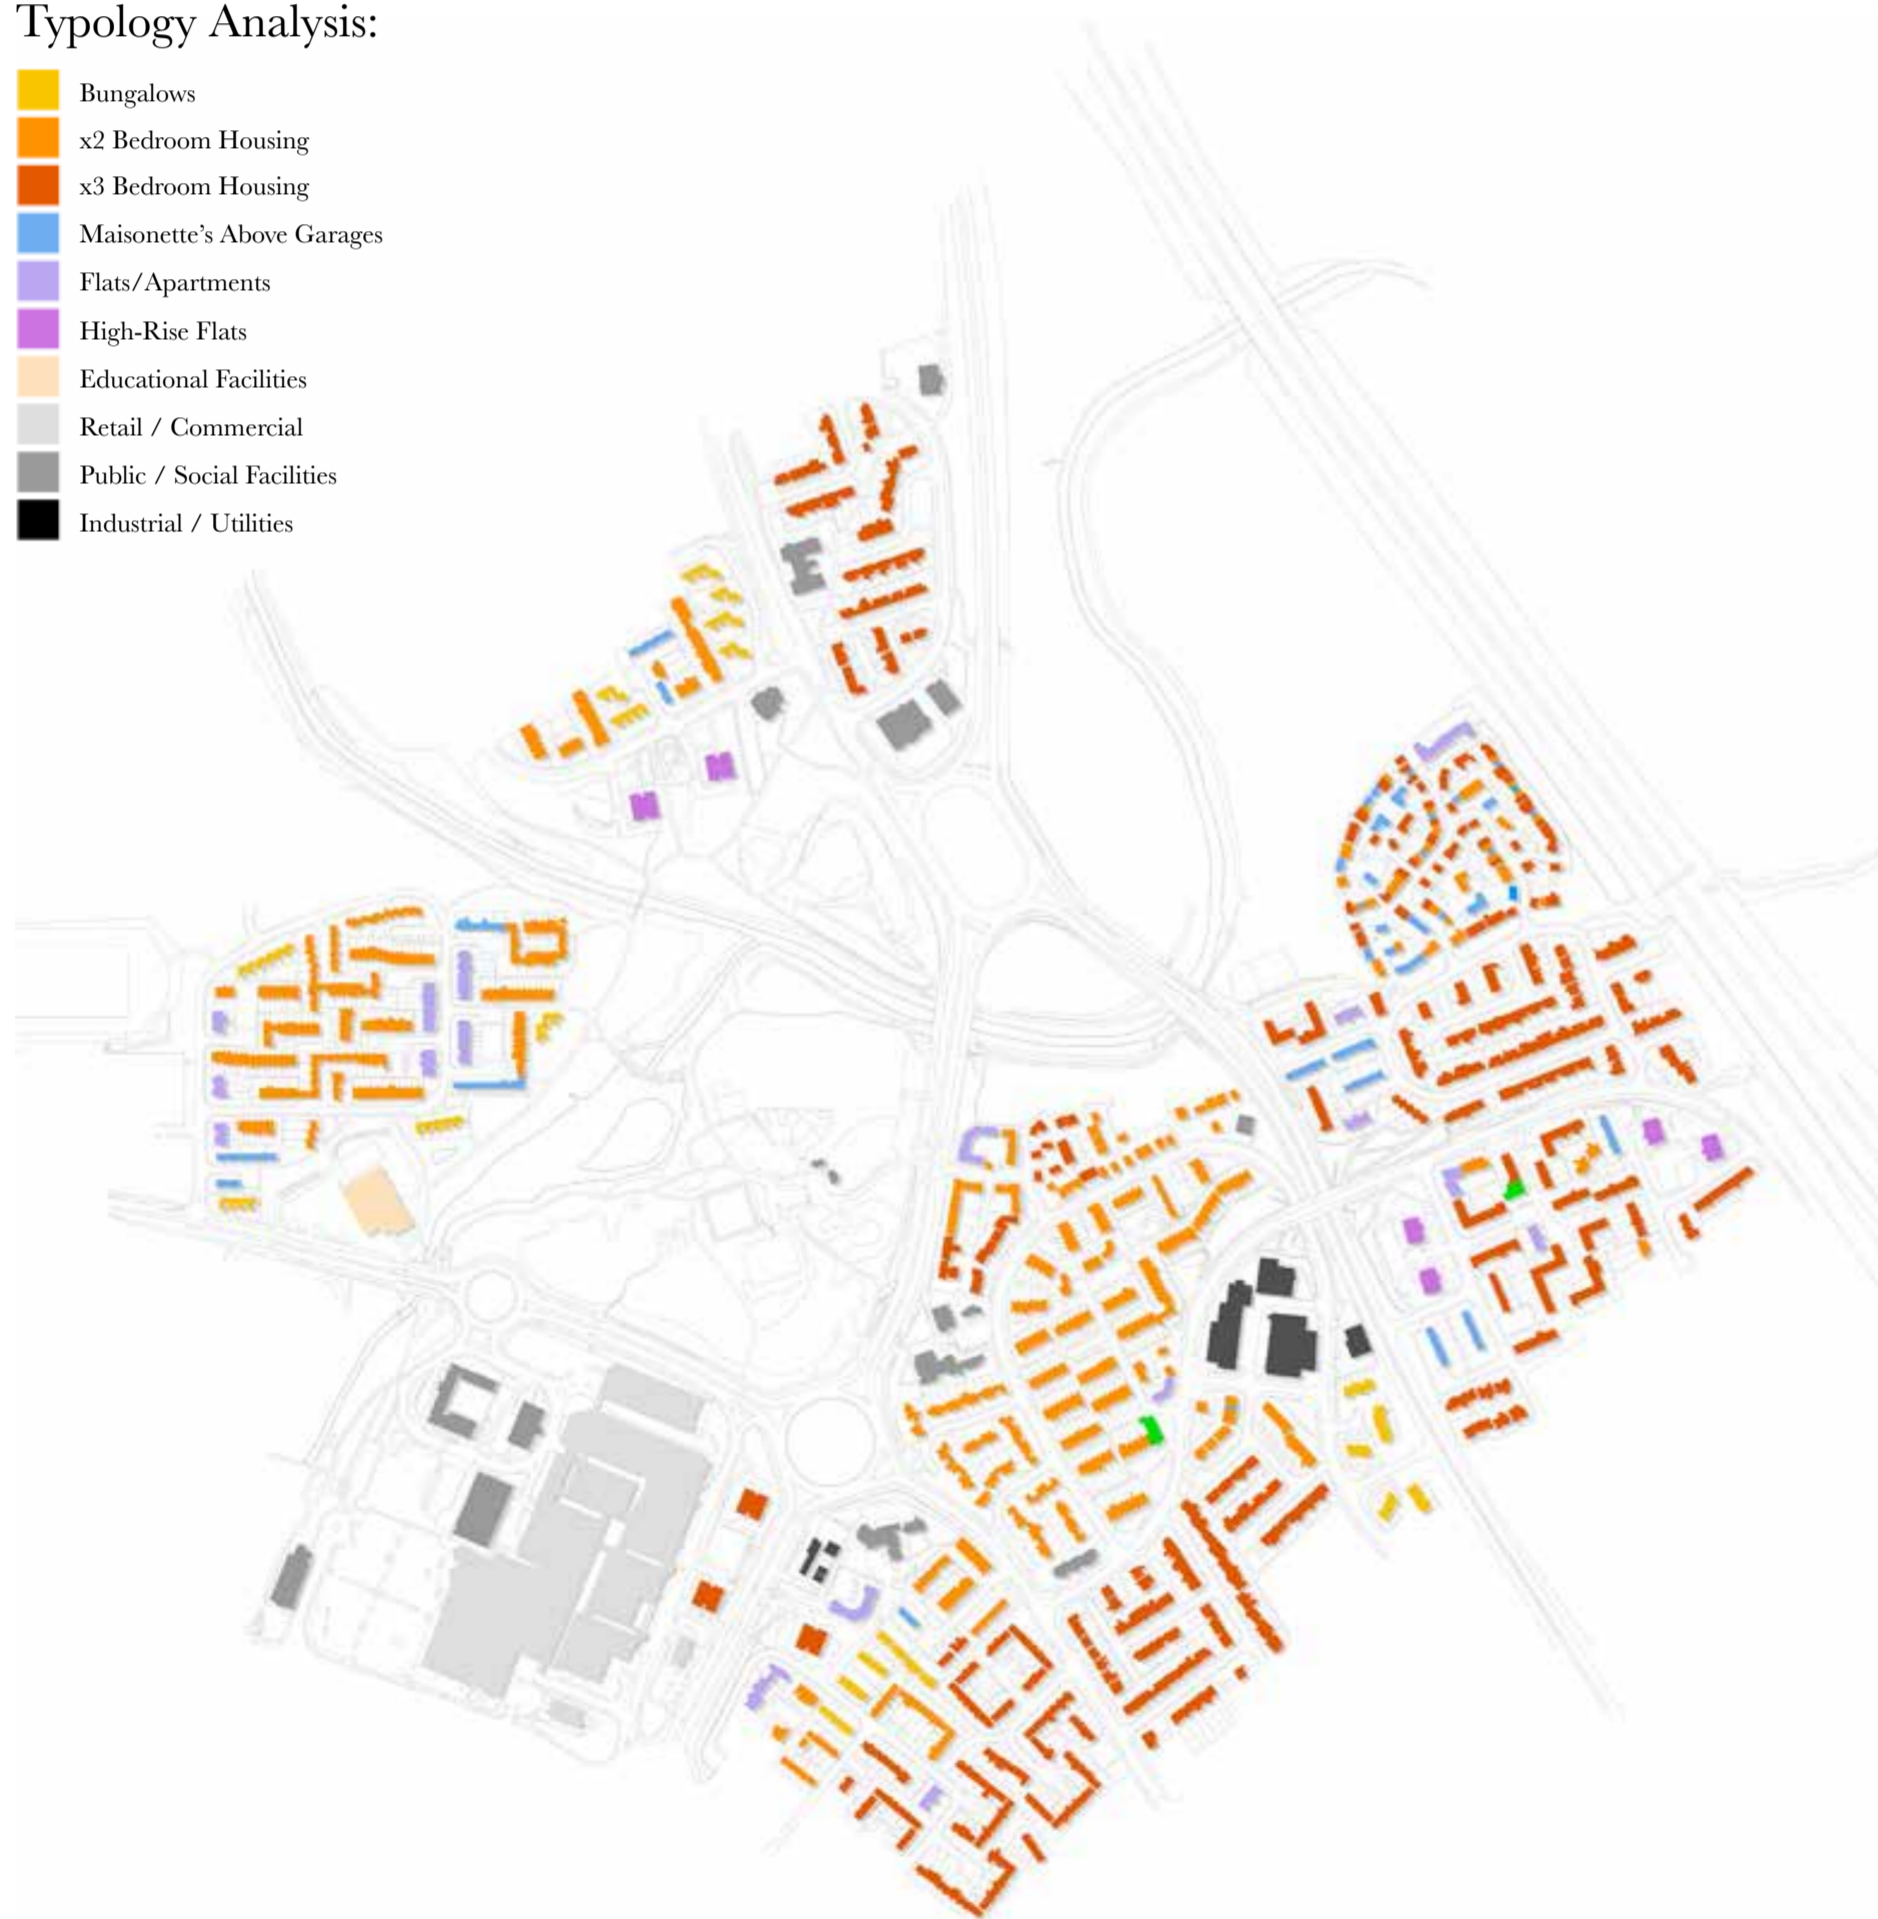 Typology Analysis:
Bungalows
x2 Bedroom Housing
x3 Bedroom Housing
Maisonette’s Above Garages
Flats/Apartments
High-Rise Flats
Educational Facilities
Retail / Commercial
Public / Social Facilities
Industrial / Utilities